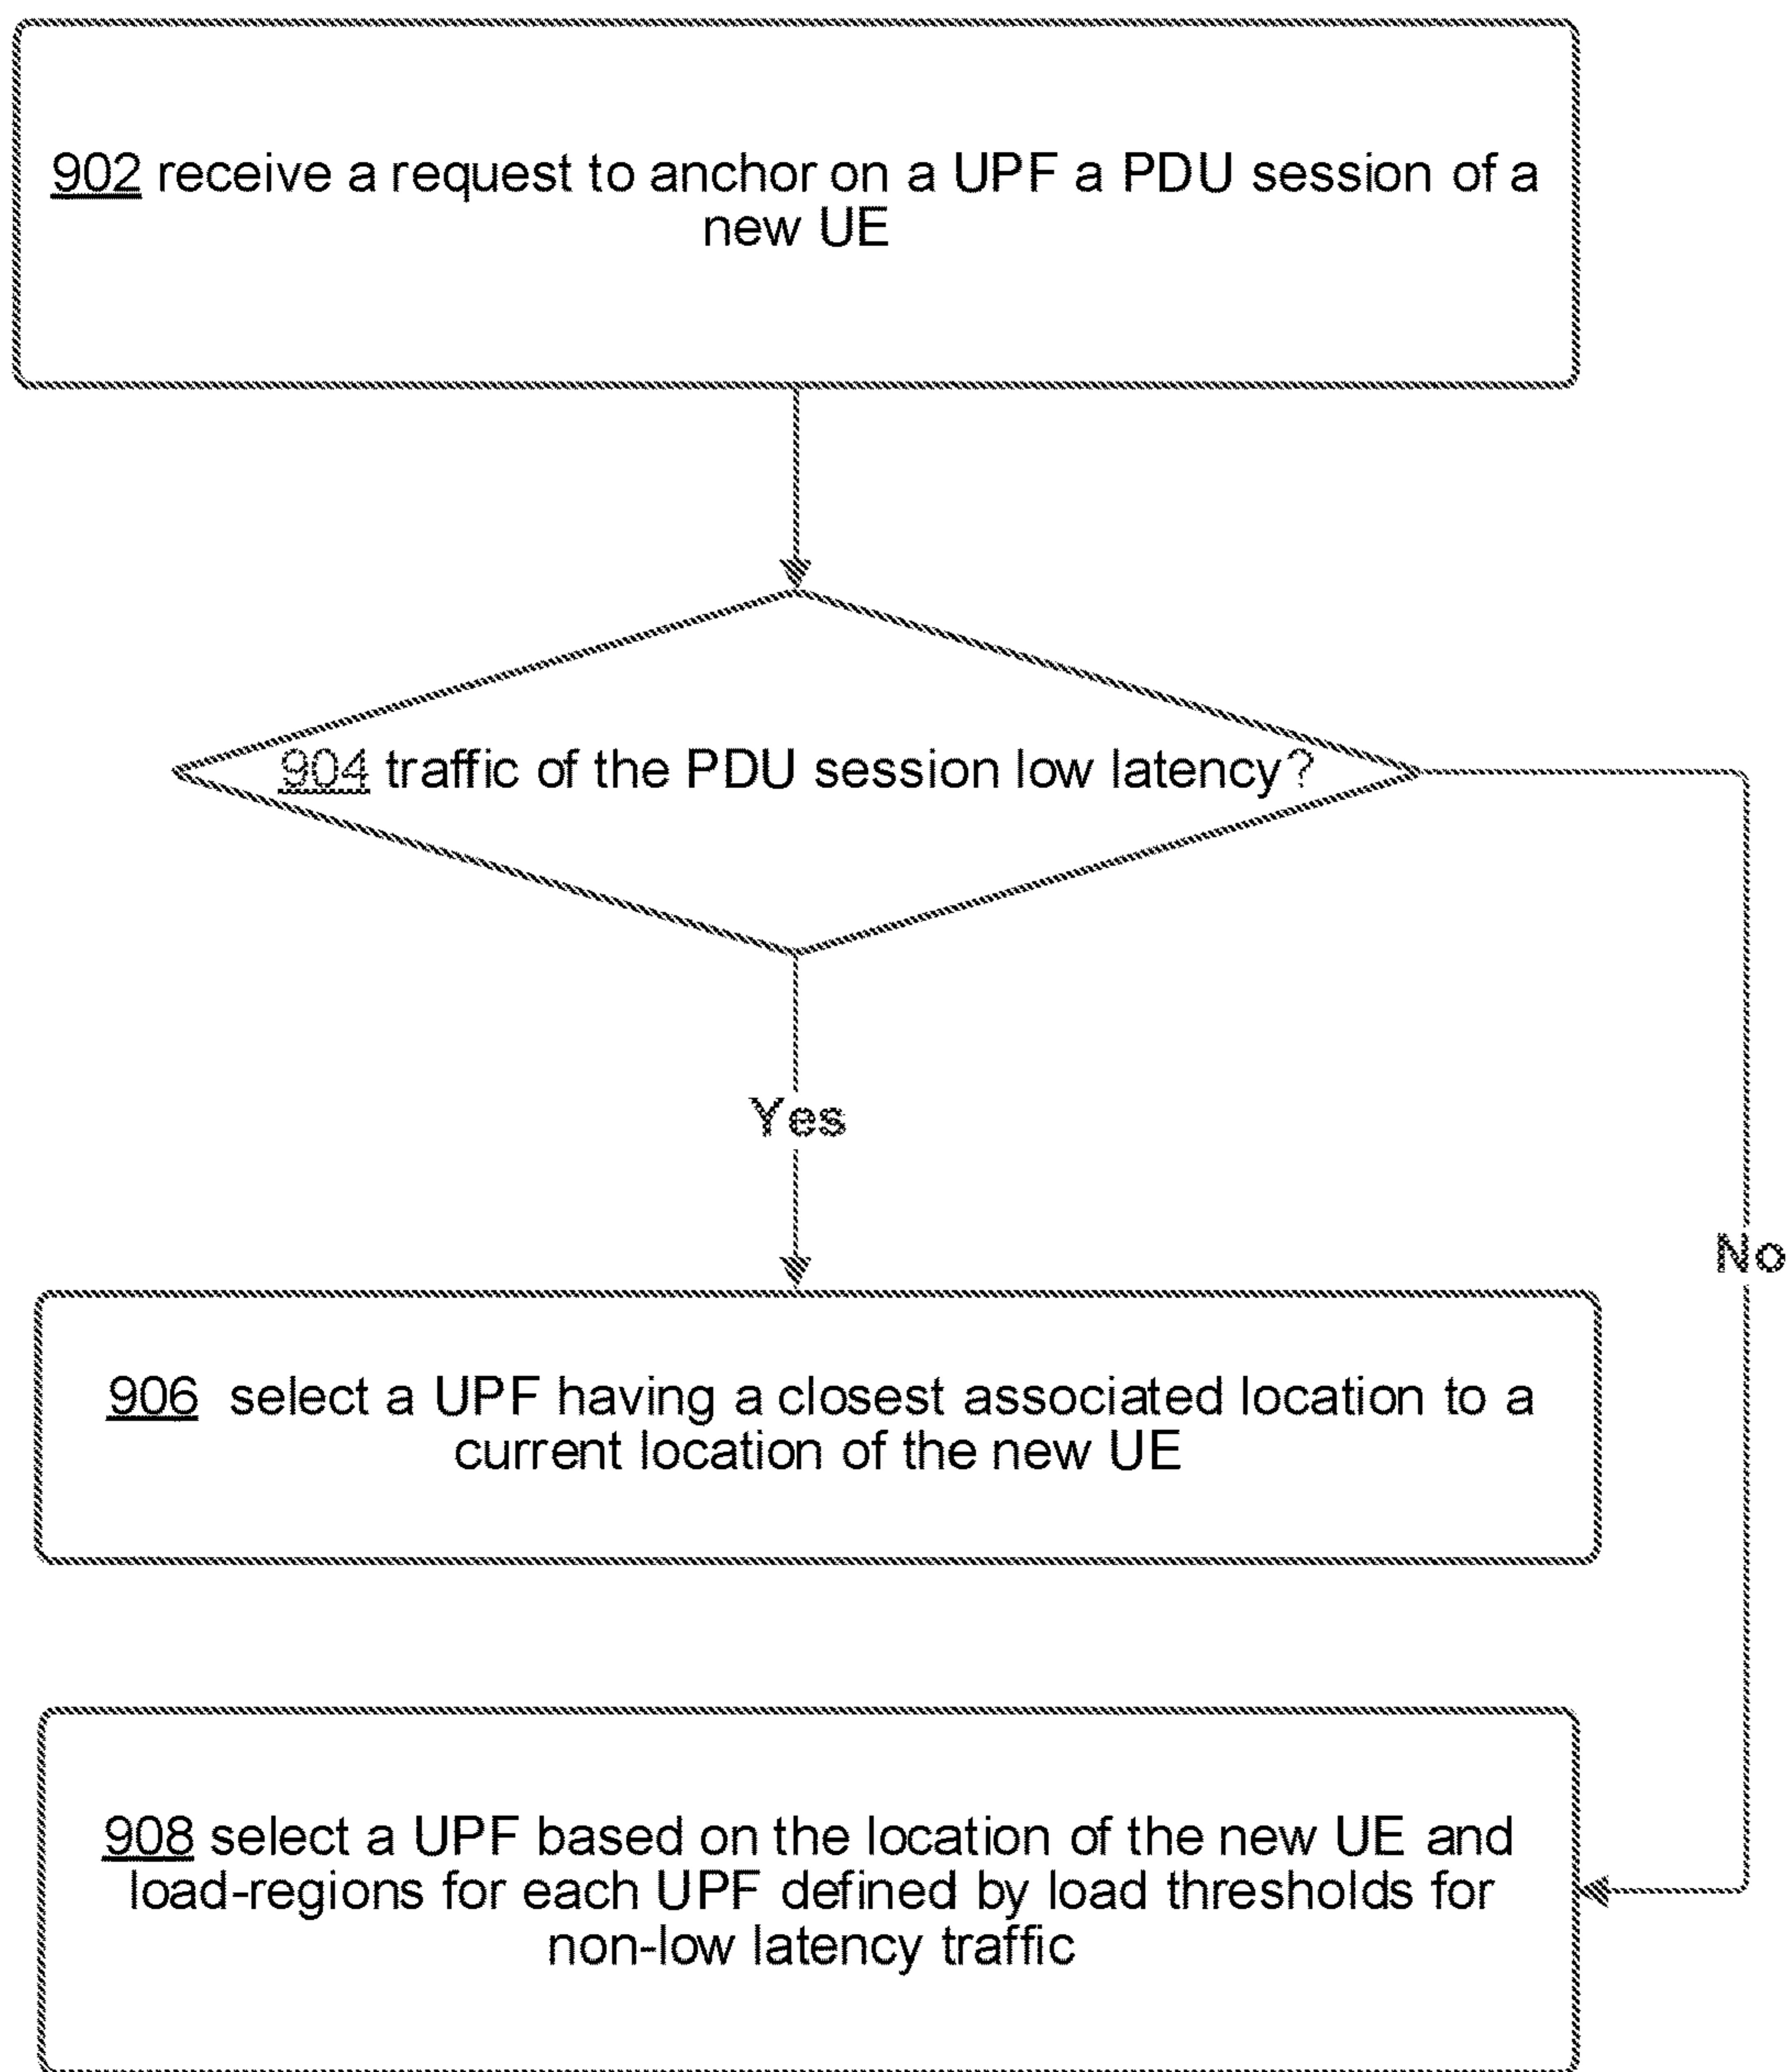 902 receive a request to anchor on a UPF a PDU session of a
new UE
904 traffic of the PDU session low latency?
Yes
No
906 select a UPF having a closest associated location to a
current location of the new UE
908 select a UPF based on the location of the new UE and
load-regions for each UPF defined by load thresholds for
non-low latency traffic